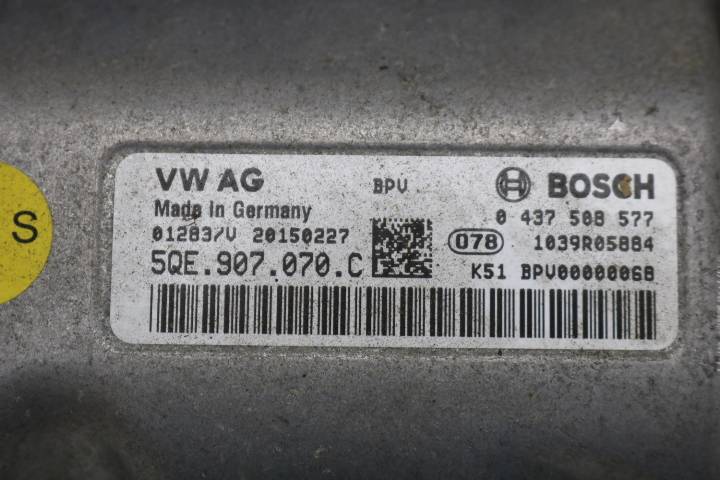 VW AG
BPV
BOSCH
Made in Germany
0 437 508 577
012837/V 20150227
078
1039R05884
5QE.907.070.C
K51 BPV00000068
S